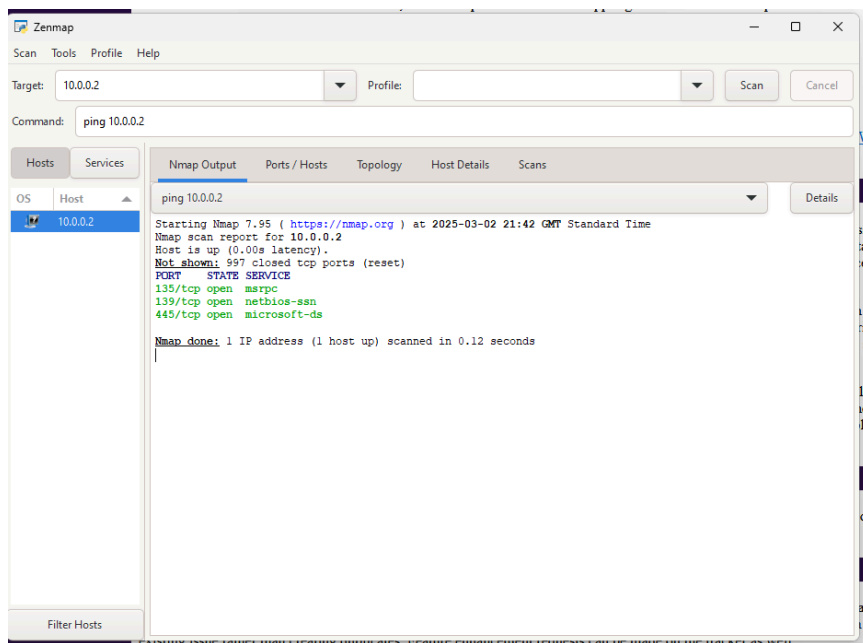 Zenmap
Scan Tools Profile Help
Target: 10.0.0.2 Profile: Scan Cancel
Command: ping 10.0.0.2
Hosts Services
OS Host
10.0.0.2
Filter Hosts
Nmap Output Ports / Hosts Topology Host Details Scans
ping 10.0.0.2 Details
Starting Nmap 7.95 ( https://nmap.org ) at 2025-03-02 21:42 GMT Standard Time
Nmap scan report for 10.0.0.2
Host is up (0.00s latency).
Not shown: 997 closed tcp ports (reset)
PORT STATE SERVICE
135/tcp open msrpc
139/tcp open netbios-ssn
445/tcp open microsoft-ds
Nmap done: 1 IP address (1 host up) scanned in 0.12 seconds